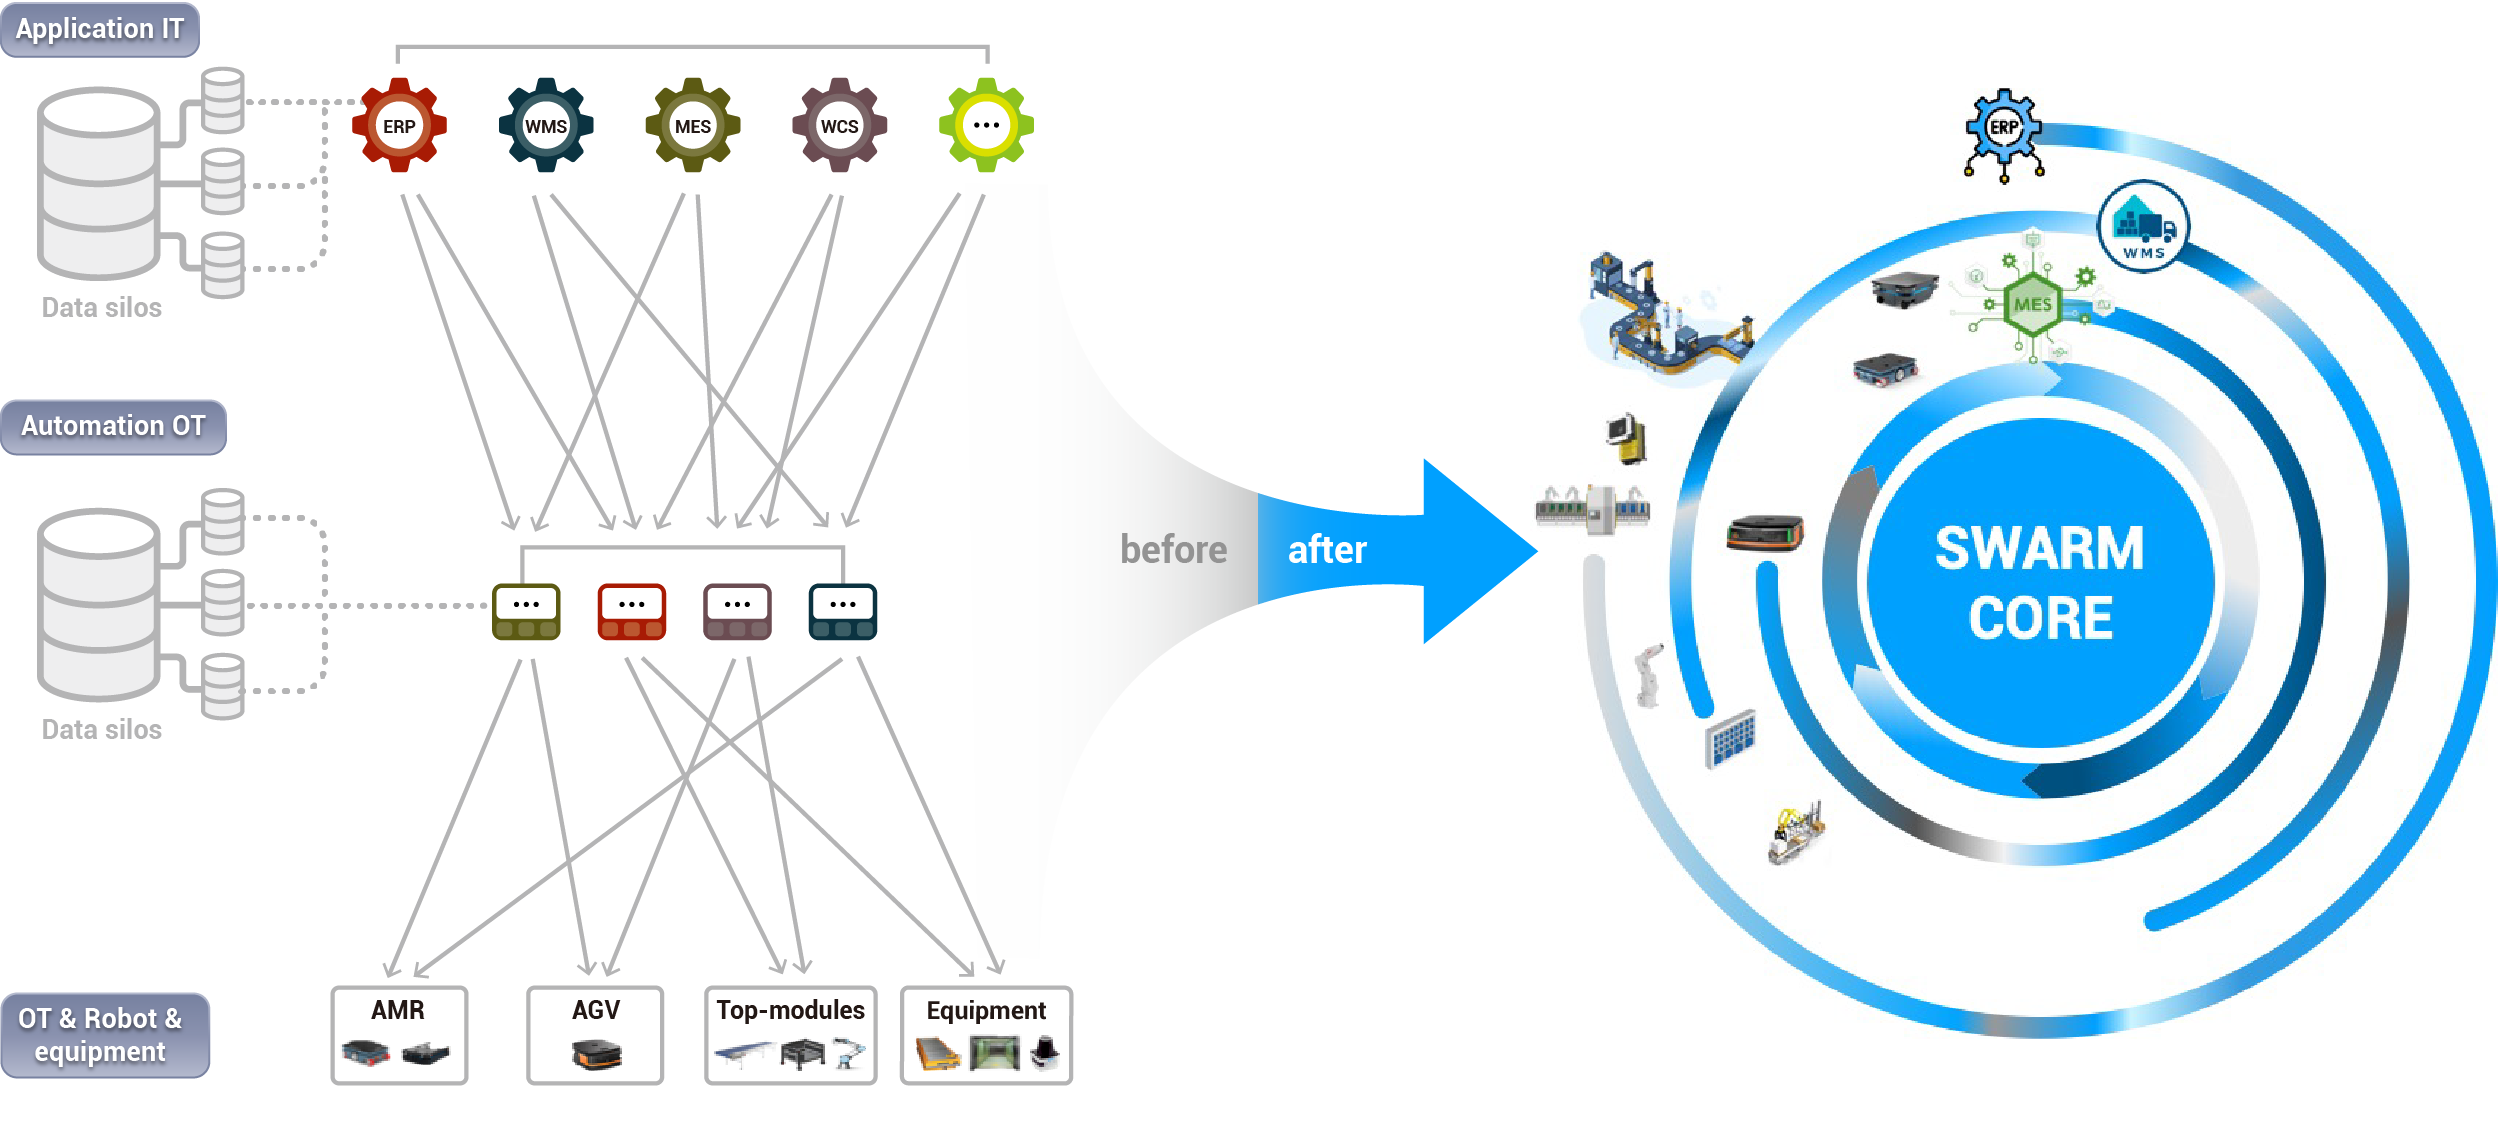 Application IT
ERP
WMS
MES
WCS
...
Data silos
Automation OT
...
...
...
...
Data silos
OT & Robot &
equipment
AMR
AGV
Top-modules
Equipment
before
after
ERP
WMS
MES
SWARM
CORE